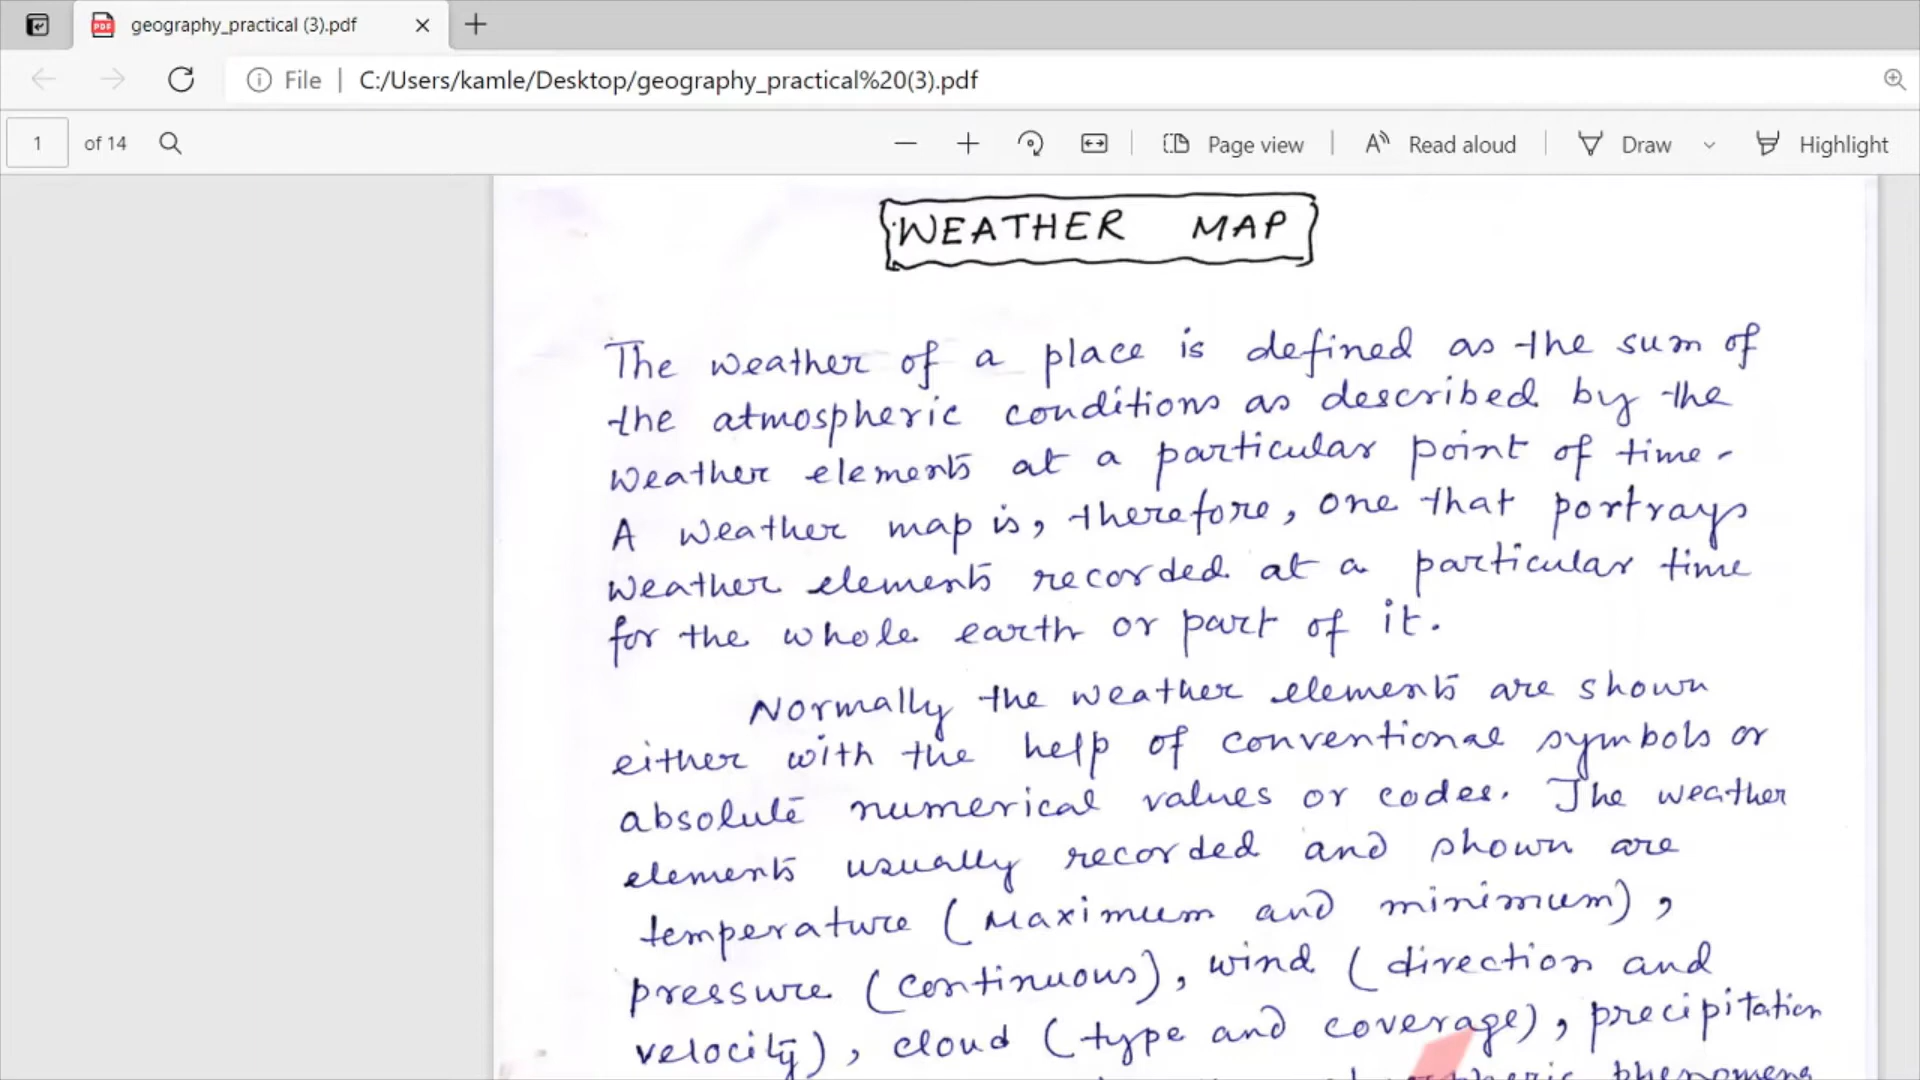 geography_practical (3).pdf
File | C:/Users/kamle/Desktop/geography_practical%20(3).pdf
1 of 14 Page view Read aloud Draw Highlight
WEATHER MAP
The weather of a place is defined as the sum of
the atmospheric conditions as described by the
weather elements at a particular point of time.
A weather map is, therefore, one that portrays
weather elements recorded at a particular time
for the whole earth or part of it.
Normally the weather elements are shown
either with the help of conventional symbols or
absolute numerical values or codes. The weather
elements usually recorded and shown are
temperature (Maximum and minimum),
pressure (continuous), wind (direction and
velocity), cloud (type and coverage), precipitation
phenomena